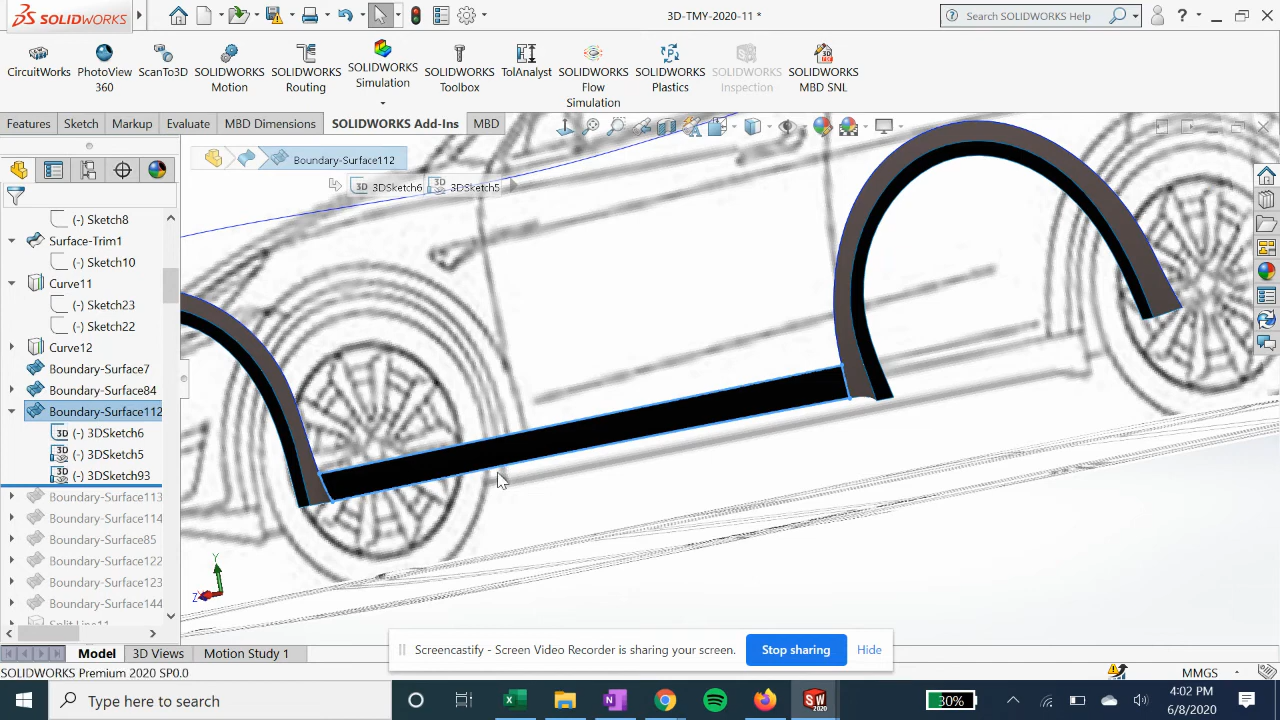 SOLIDWORKS
3D-TMY-2020-11 *
Search SOLIDWORKS Help
CircuitWorks
PhotoView 360
ScanTo3D
SOLIDWORKS Motion
SOLIDWORKS Routing
SOLIDWORKS Simulation
SOLIDWORKS Toolbox
TolAnalyst
SOLIDWORKS Flow Simulation
SOLIDWORKS Plastics
SOLIDWORKS Inspection
SOLIDWORKS MBD SNL
Features Sketch Markup Evaluate MBD Dimensions SOLIDWORKS Add-Ins MBD
Boundary-Surface112
3D 3DSketch6 3D 3DSketch5
(-) Sketch8
Surface-Trim1
(-) Sketch10
Curve11
(-) Sketch23
(-) Sketch22
Curve12
Boundary-Surface7
Boundary-Surface84
Boundary-Surface112
3D (-) 3DSketch6
3D (-) 3DSketch5
3D (-) 3DSketch93
Boundary-Surface113
Boundary-Surface114
Boundary-Surface85
Boundary-Surface122
Boundary-Surface123
Boundary-Surface144
Y
Z
Screencastify - Screen Video Recorder is sharing your screen. Stop sharing Hide
Model 3D Views Motion Study 1
SOLIDWORKS Premium 2020 SP0.0
MMGS
Type here to search
30%
4:02 PM
6/8/2020